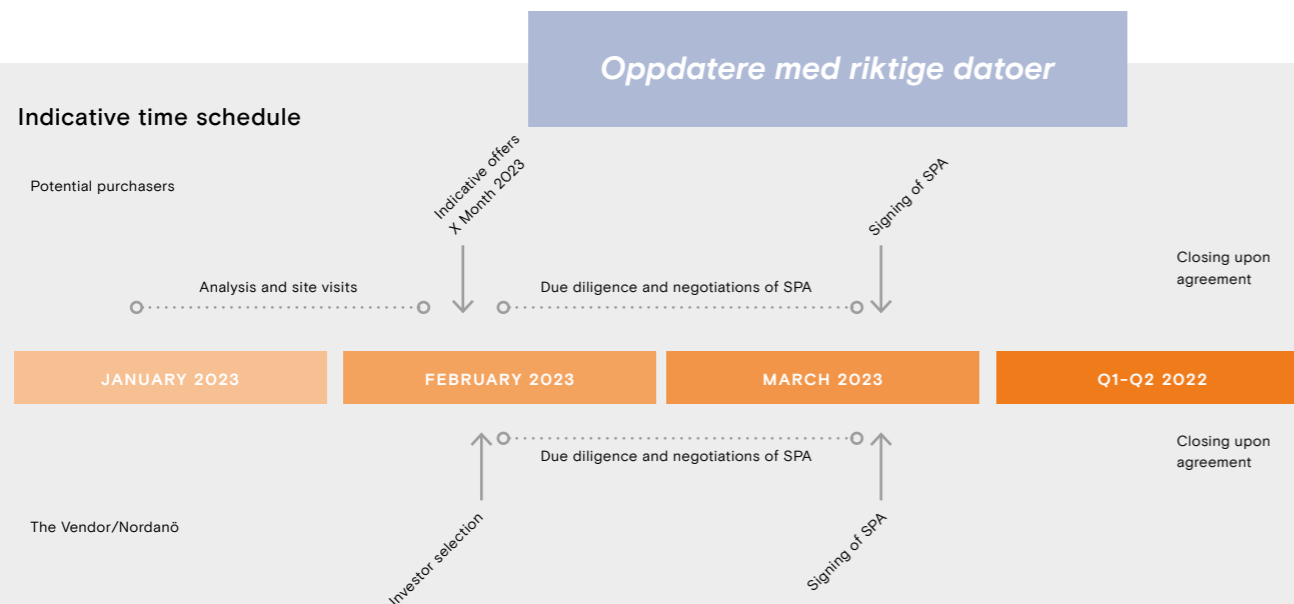 Oppdatere med riktige datoer
Indicative time schedule
Potential purchasers
Indicative offers
X Month 2023
Signing of SPA
Closing upon
agreement
Analysis and site visits
Due diligence and negotiations of SPA
JANUARY 2023
FEBRUARY 2023
MARCH 2023
Q1-Q2 2022
Due diligence and negotiations of SPA
Closing upon
agreement
The Vendor/Nordanö
Investor selection
Signing of SPA